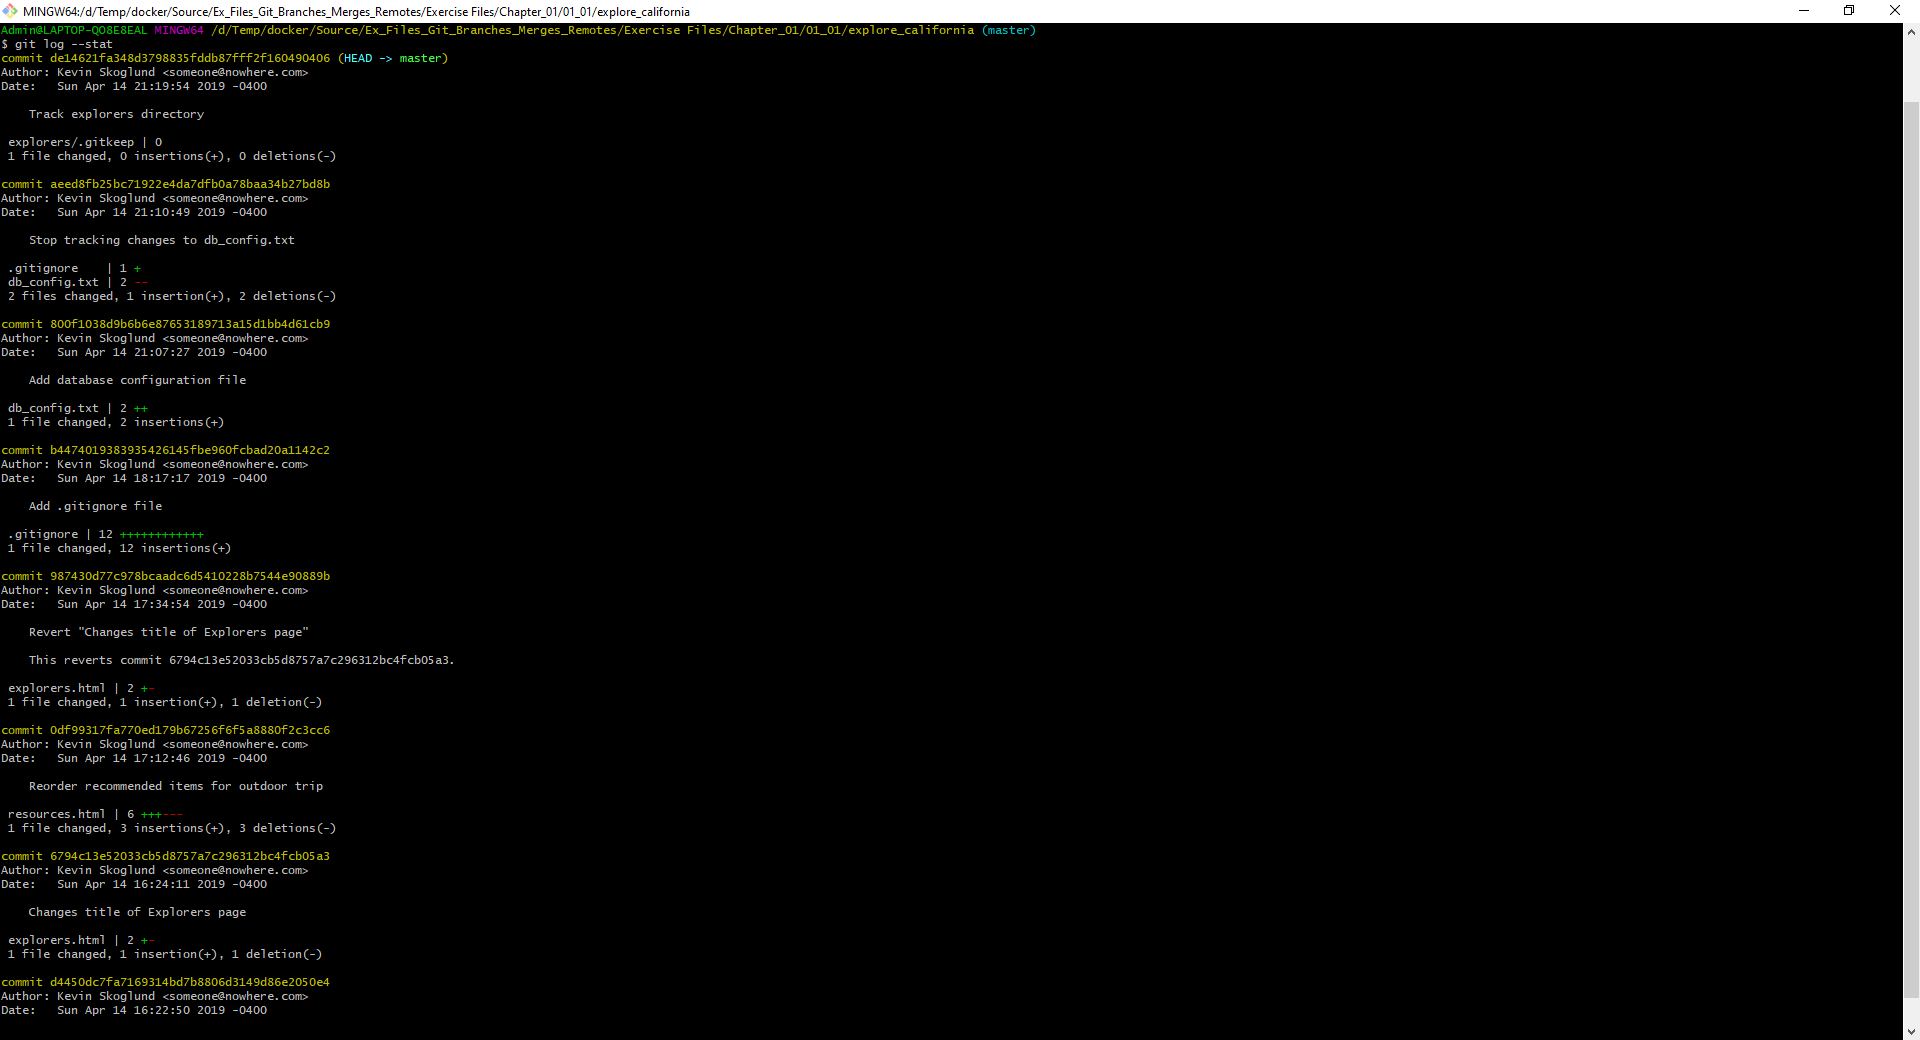 MINGW64:/d/Temp/docker/Source/Ex_Files_Git_Branches_Merges_Remotes/Exercise Files/Chapter_01/01_01/explore_california
Admin@LAPTOP-QO8E8EAL MINGW64 /d/Temp/docker/Source/Ex_Files_Git_Branches_Merges_Remotes/Exercise Files/Chapter_01/01_01/explore_california (master)
$ git log --stat
commit de14621fa348d3798835fddb87fff2f160490406 (HEAD -> master)
Author: Kevin Skoglund <someone@nowhere.com>
Date:   Sun Apr 14 21:19:54 2019 -0400
    Track explorers directory
 explorers/.gitkeep | 0
 1 file changed, 0 insertions(+), 0 deletions(-)
commit aeed8fb25bc71922e4da7dfb0a78baa34b27bd8b
Author: Kevin Skoglund <someone@nowhere.com>
Date:   Sun Apr 14 21:10:49 2019 -0400
    Stop tracking changes to db_config.txt
 .gitignore    | 1 +
 db_config.txt | 2 --
 2 files changed, 1 insertion(+), 2 deletions(-)
commit 800f1038d9b6b6e87653189713a15d1bb4d61cb9
Author: Kevin Skoglund <someone@nowhere.com>
Date:   Sun Apr 14 21:07:27 2019 -0400
    Add database configuration file
 db_config.txt | 2 ++
 1 file changed, 2 insertions(+)
commit b4474019383935426145fbe960fcbad20a1142c2
Author: Kevin Skoglund <someone@nowhere.com>
Date:   Sun Apr 14 18:17:17 2019 -0400
    Add .gitignore file
 .gitignore | 12 ++++++++++++
 1 file changed, 12 insertions(+)
commit 987430d77c978bcaadc6d5410228b7544e90889b
Author: Kevin Skoglund <someone@nowhere.com>
Date:   Sun Apr 14 17:34:54 2019 -0400
    Revert "Changes title of Explorers page"
    This reverts commit 6794c13e52033cb5d8757a7c296312bc4fcb05a3.
 explorers.html | 2 +-
 1 file changed, 1 insertion(+), 1 deletion(-)
commit 0df99317fa770ed179b67256f6f5a8880f2c3cc6
Author: Kevin Skoglund <someone@nowhere.com>
Date:   Sun Apr 14 17:12:46 2019 -0400
    Reorder recommended items for outdoor trip
 resources.html | 6 +++---
 1 file changed, 3 insertions(+), 3 deletions(-)
commit 6794c13e52033cb5d8757a7c296312bc4fcb05a3
Author: Kevin Skoglund <someone@nowhere.com>
Date:   Sun Apr 14 16:24:11 2019 -0400
    Changes title of Explorers page
 explorers.html | 2 +-
 1 file changed, 1 insertion(+), 1 deletion(-)
commit d4450dc7fa7169314bd7b8806d3149d86e2050e4
Author: Kevin Skoglund <someone@nowhere.com>
Date:   Sun Apr 14 16:22:50 2019 -0400